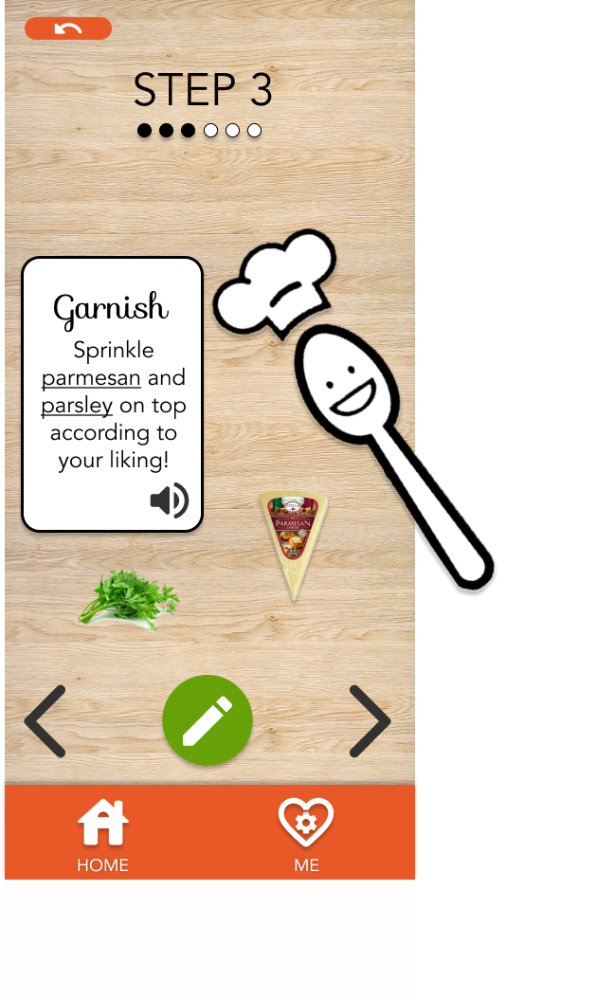 STEP 3
Garnish
Sprinkle
parmesan and
parsley on top
according to
your liking!
PARMESAN
HOME
ME